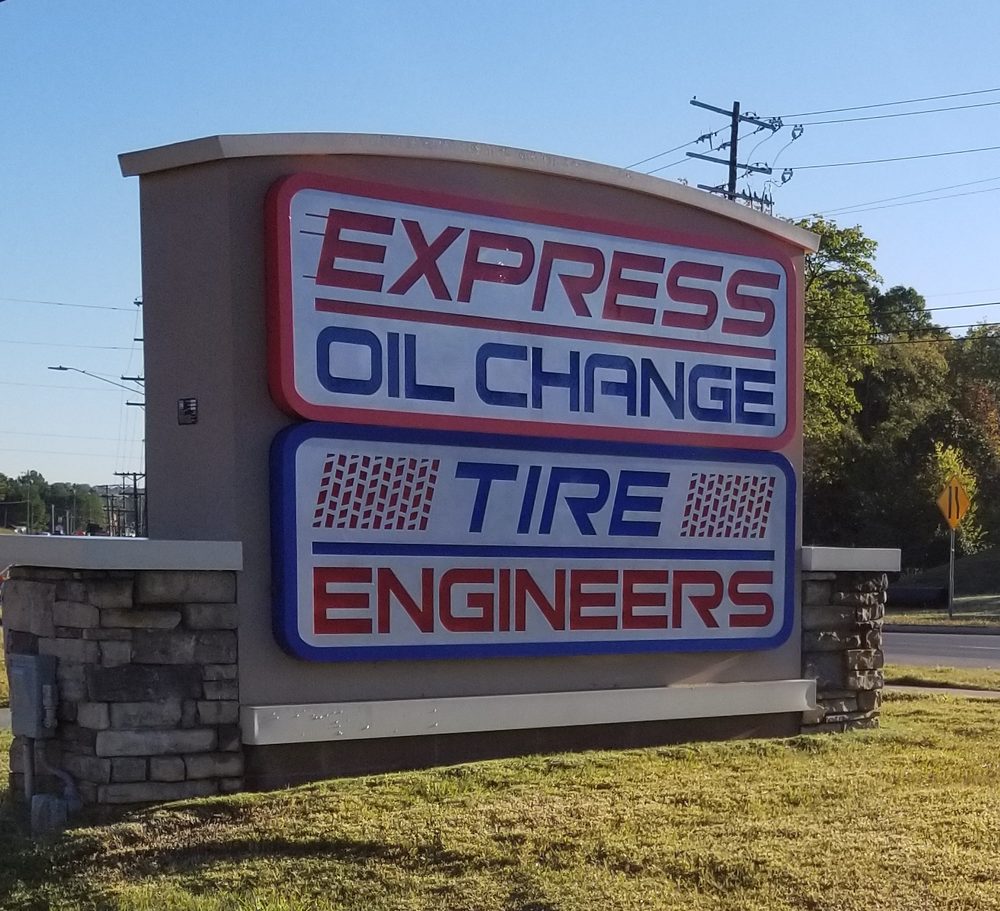 EXPRESS
OIL CHANGE
TIRE
ENGINEERS